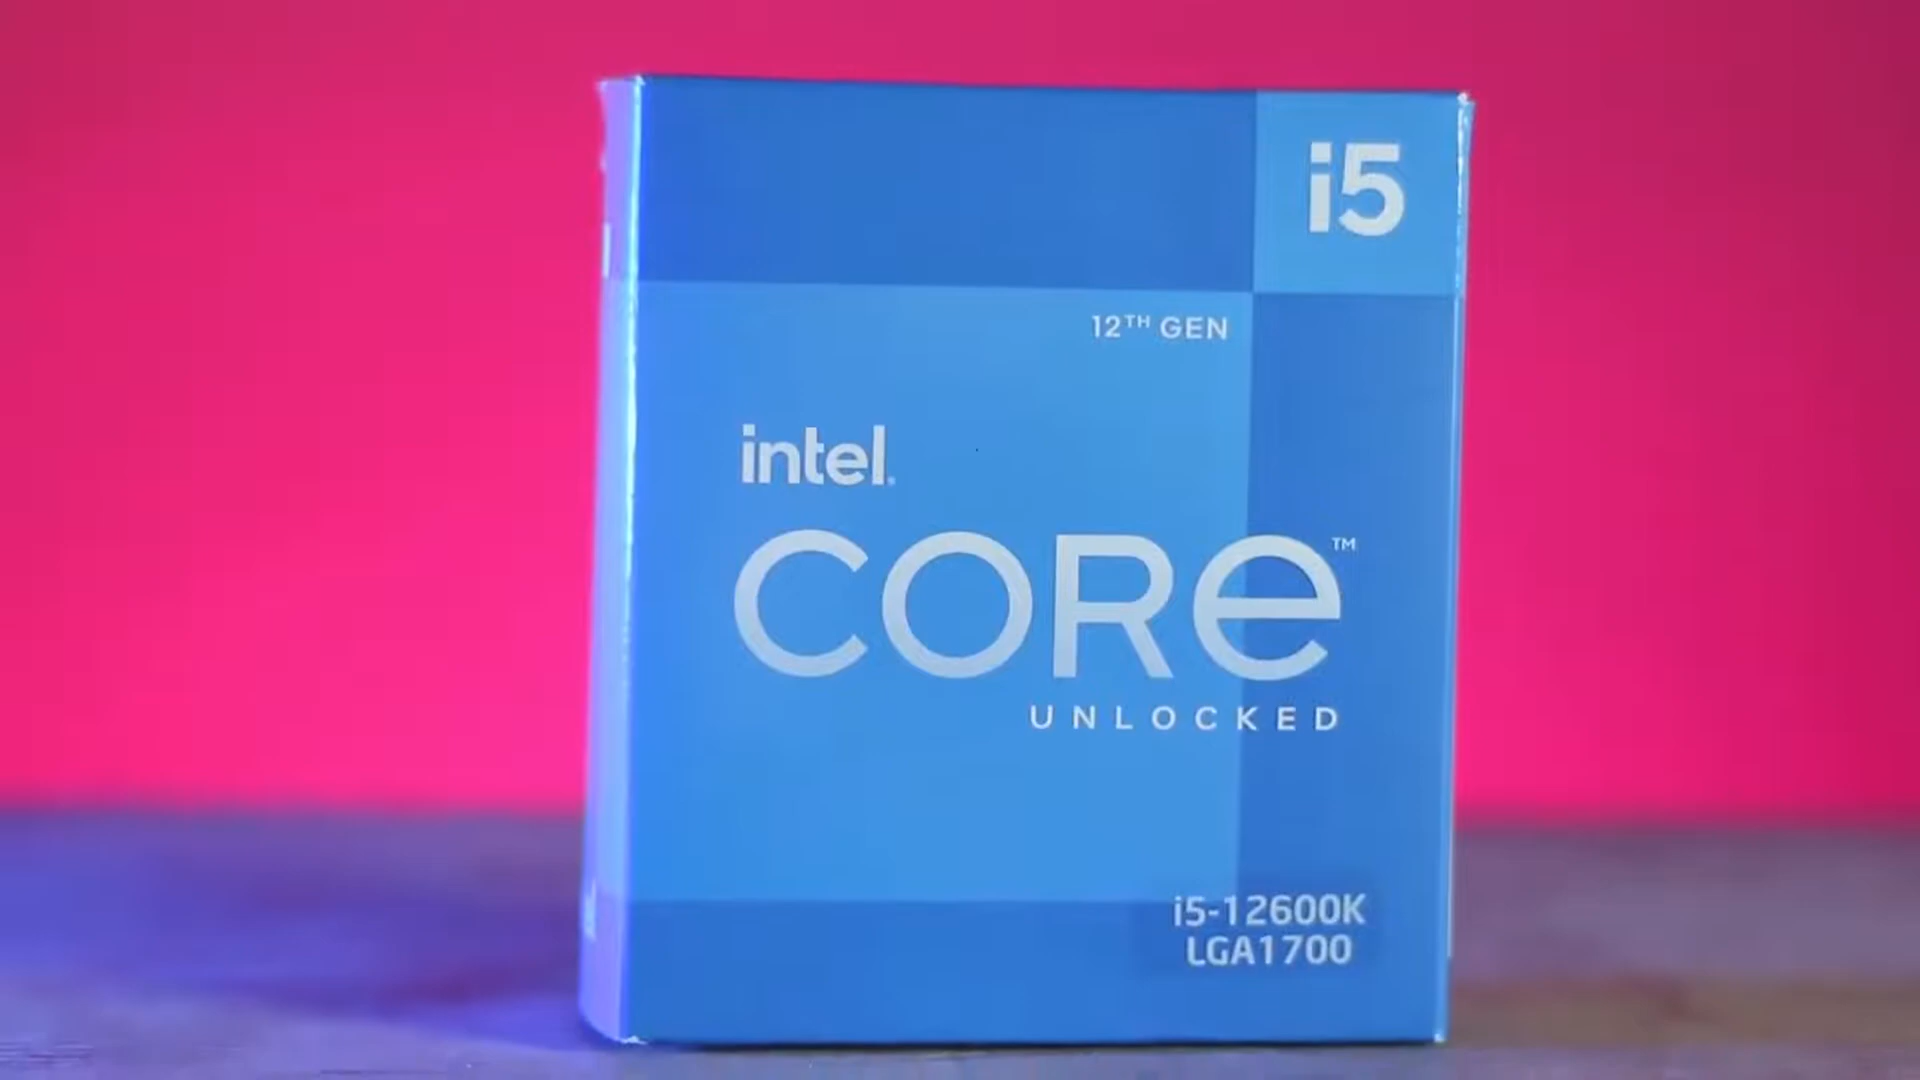 i5
12TH GEN
intel.
CORe™
UNLOCKED
i5-12600K
LGA1700